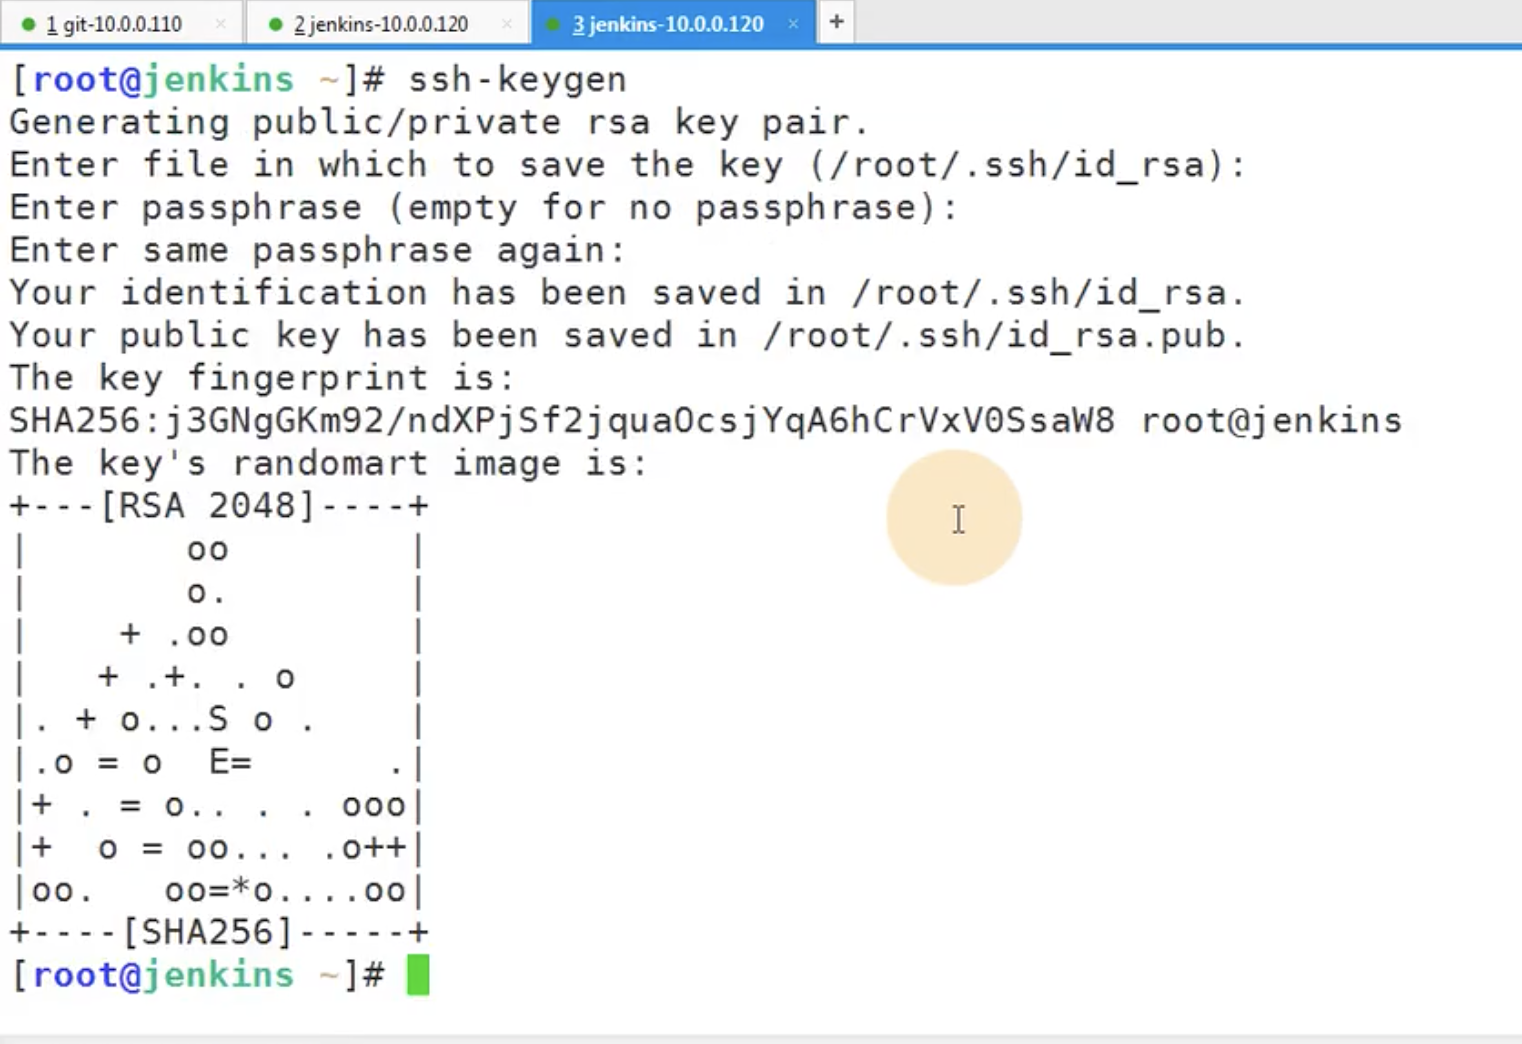 1 git-10.0.0.110 × 2 jenkins-10.0.0.120 × 3 jenkins-10.0.0.120 × +
[root@jenkins ~]# ssh-keygen
Generating public/private rsa key pair.
Enter file in which to save the key (/root/.ssh/id_rsa):
Enter passphrase (empty for no passphrase):
Enter same passphrase again:
Your identification has been saved in /root/.ssh/id_rsa.
Your public key has been saved in /root/.ssh/id_rsa.pub.
The key fingerprint is:
SHA256:j3GNgGKm92/ndXPjSf2jquaOcsjYqA6hCrVxV0SsaW8 root@jenkins
The key's randomart image is:
+---[RSA 2048]----+
|       oo        |
|       o.        |
|    + .oo        |
|   + .+. . o     |
|. + o...S o .    |
|.o = o  E=      .|
|+ . = o.. . . ooo|
|+  o = oo... .o++|
|oo.   oo=*o....oo|
+----[SHA256]-----+
[root@jenkins ~]#